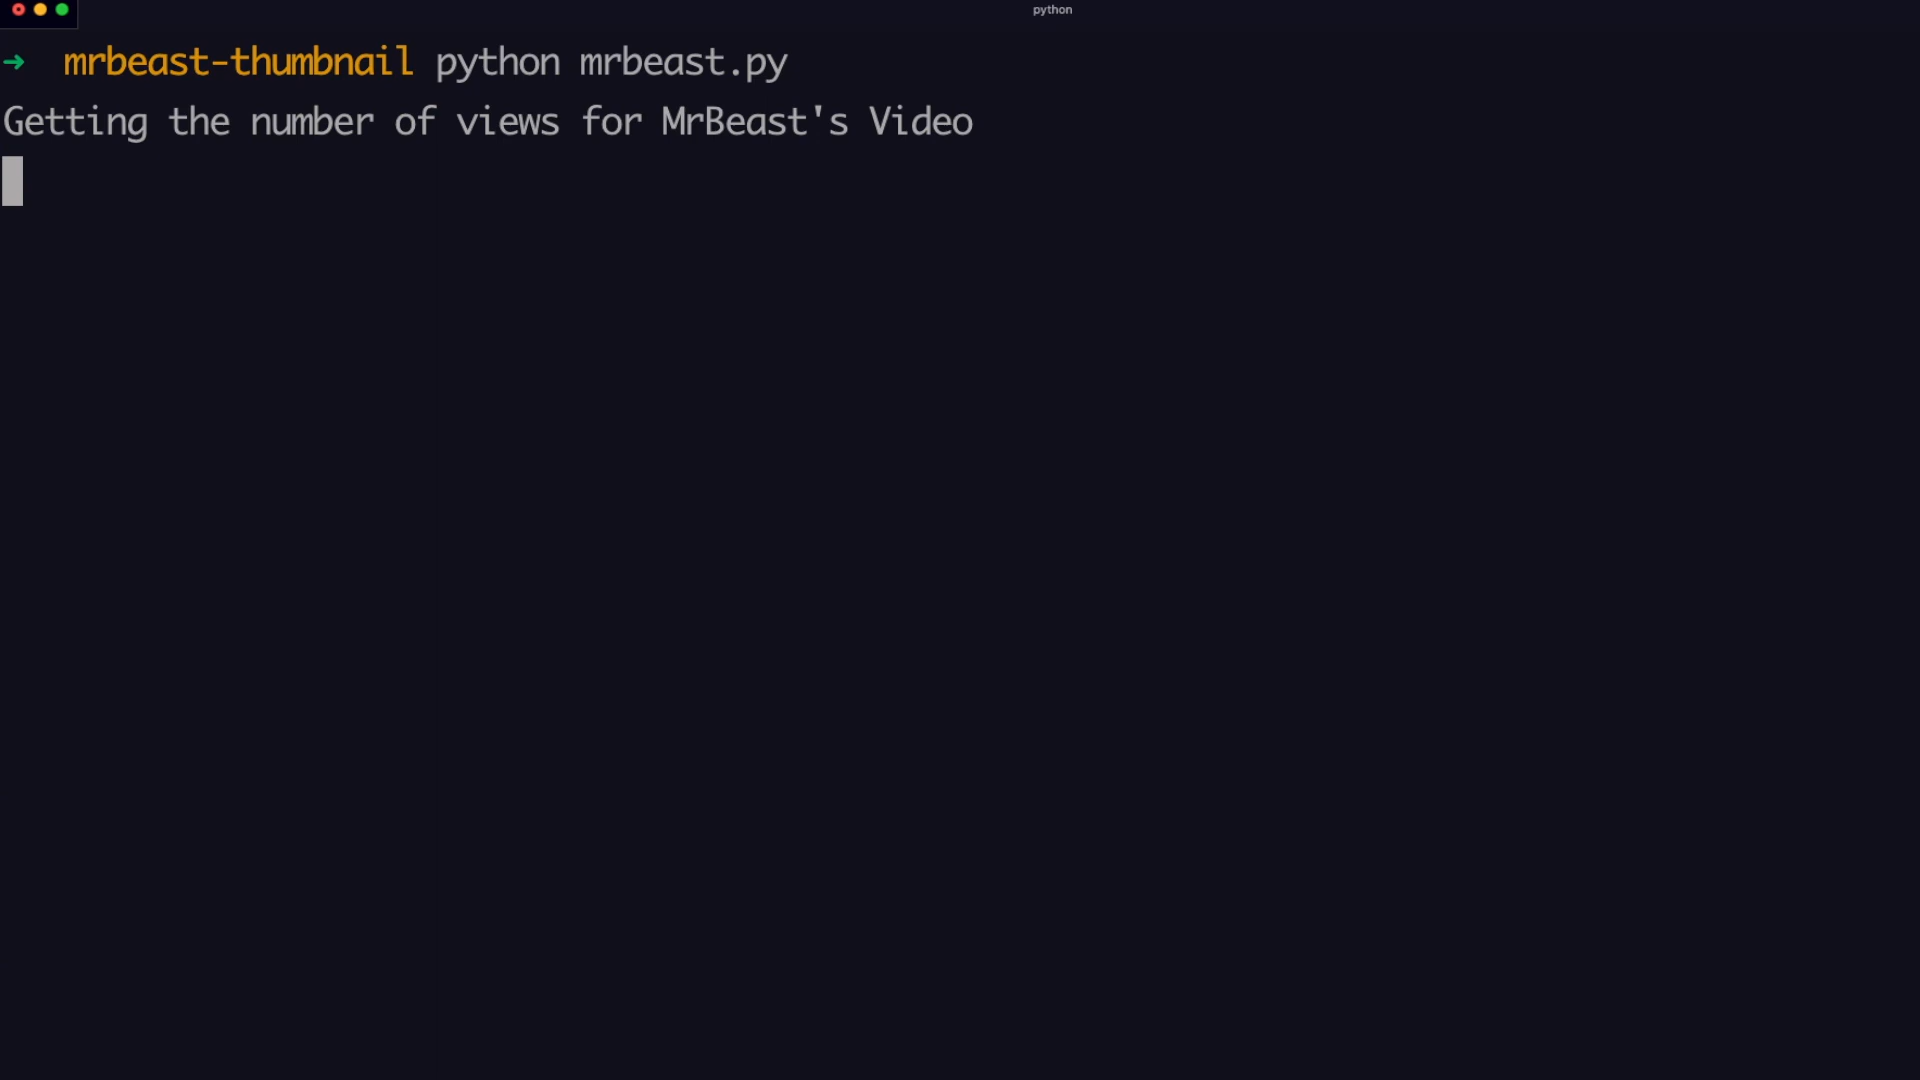 python
➜ mrbeast-thumbnail python mrbeast.py
Getting the number of views for MrBeast's Video